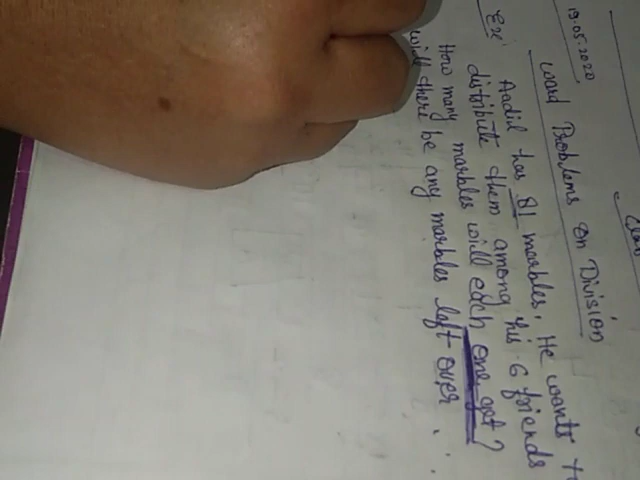 19.05.2020
Word Problems on Division
Ex:
Aadil has 81 marbles. He wants to
distribute them among his 6 friends
How many marbles will each one get?
will there be any marbles left over